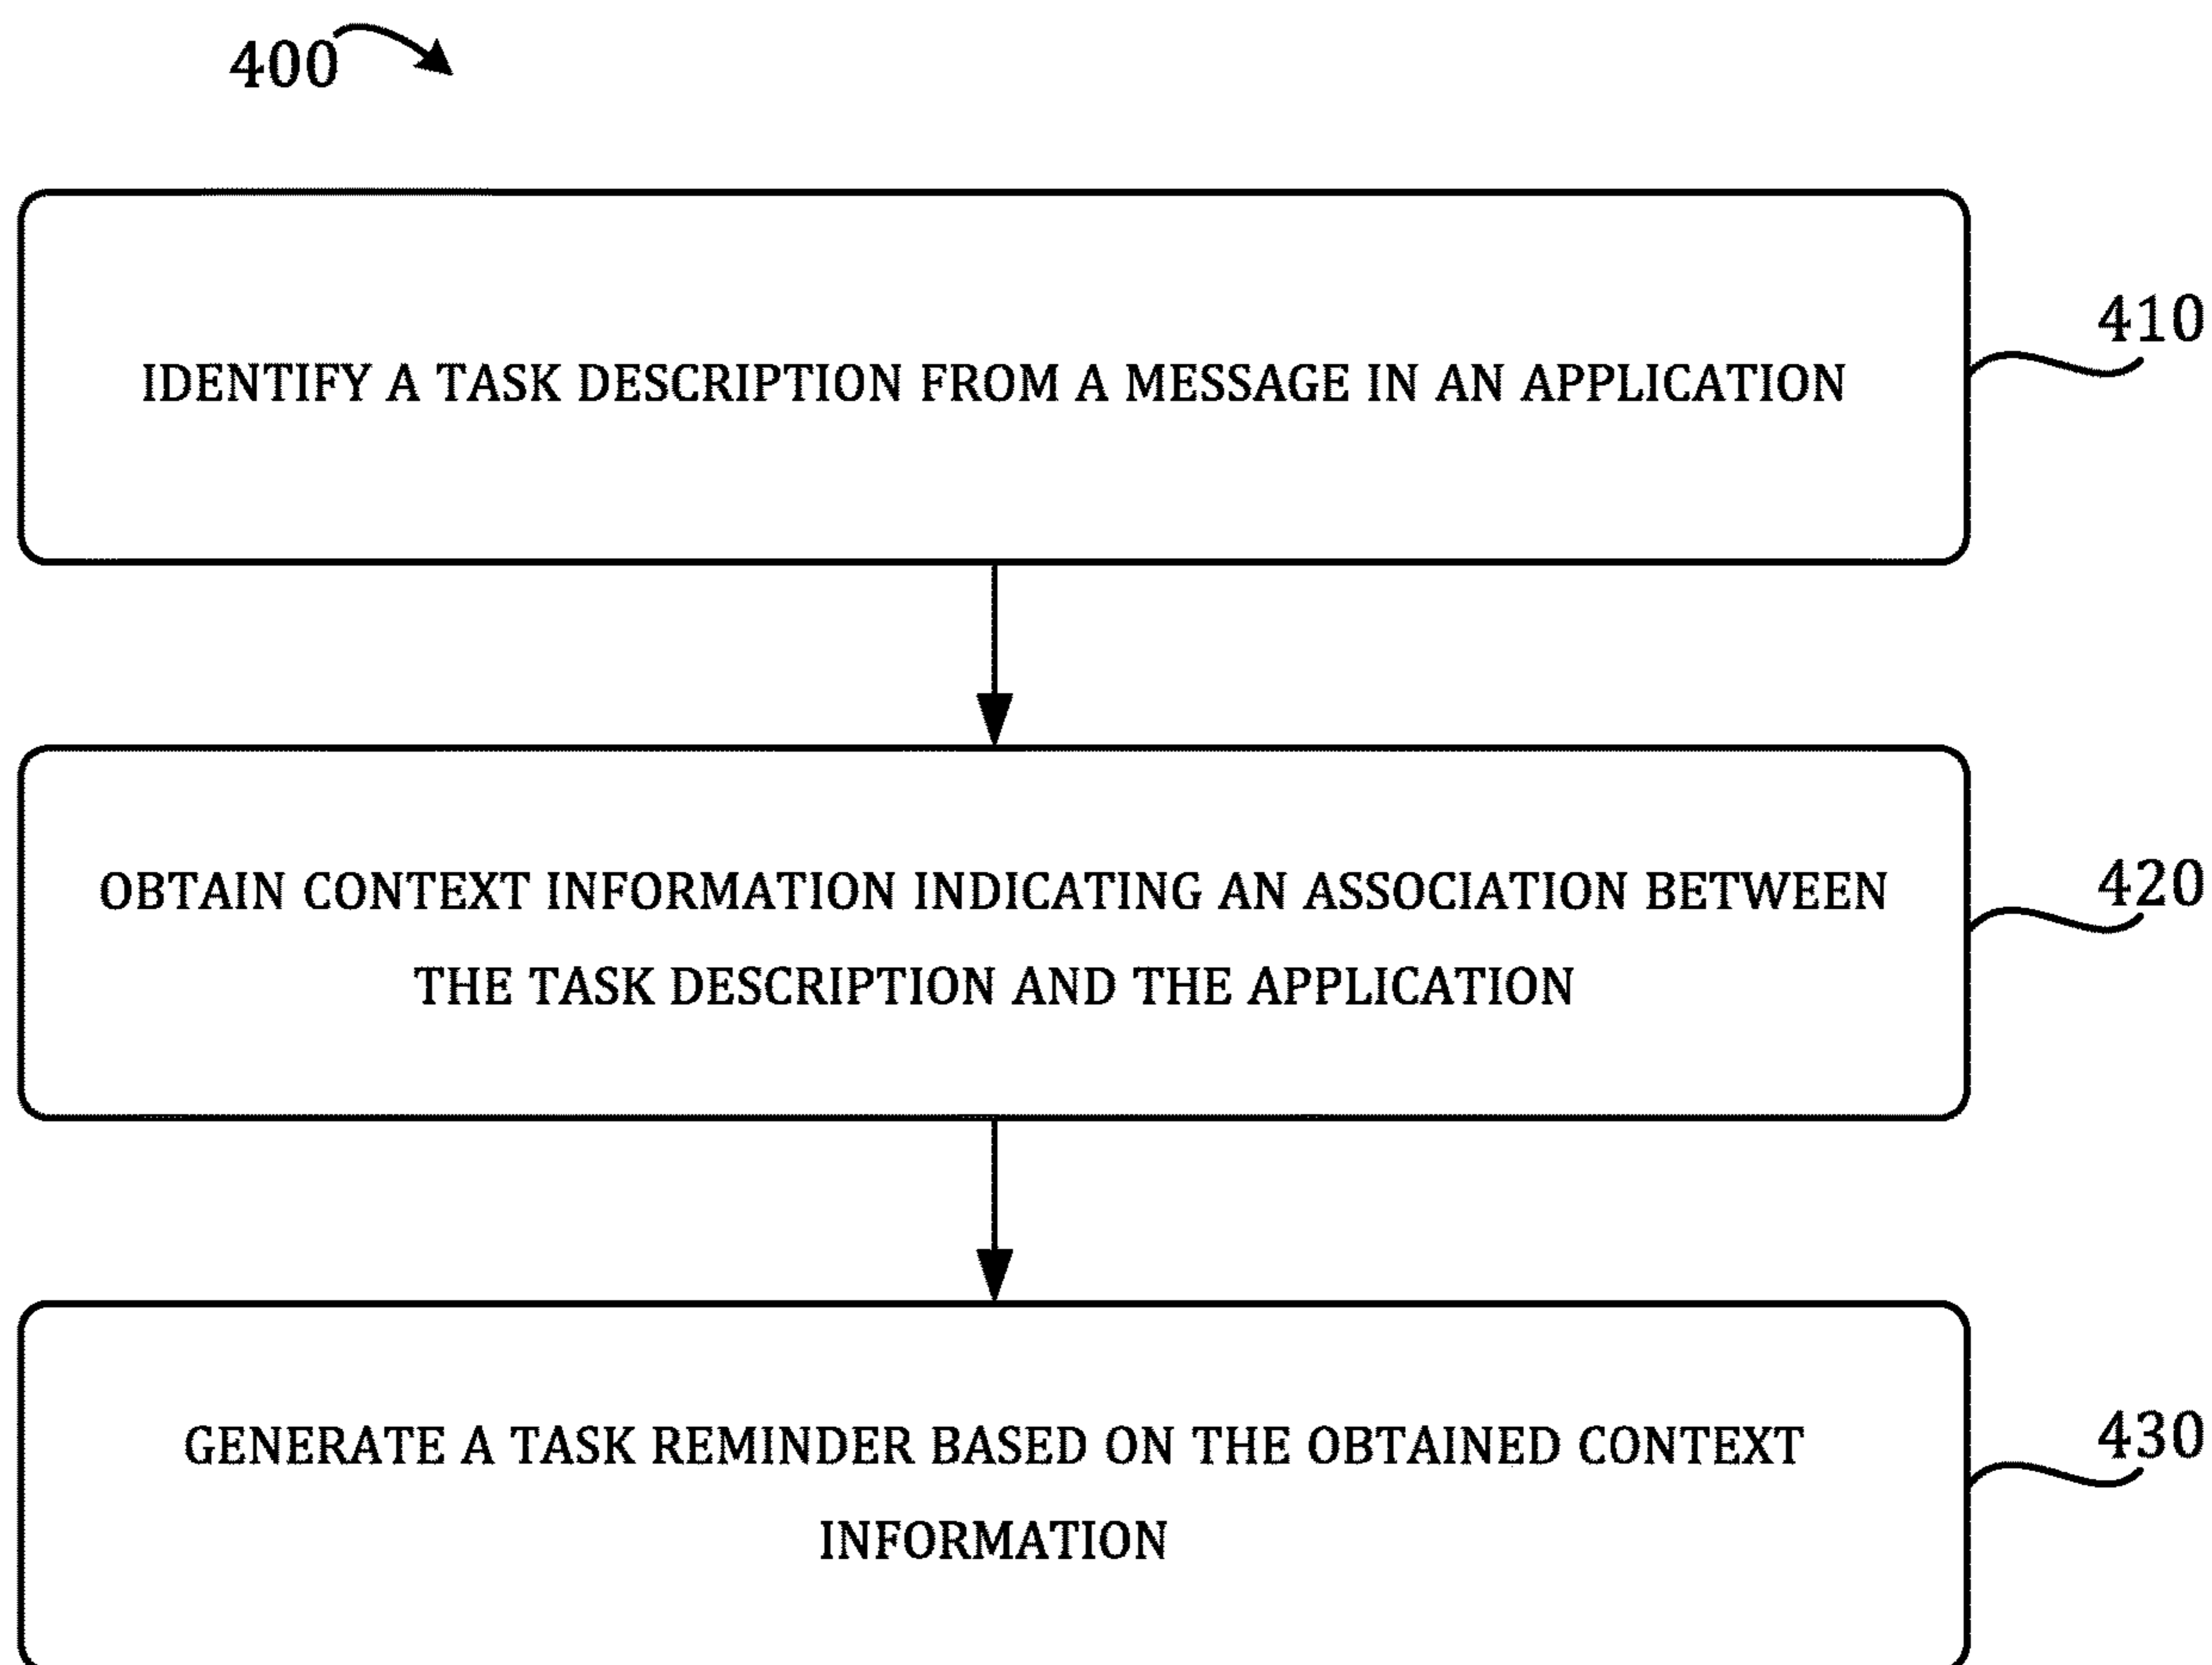 400
IDENTIFY A TASK DESCRIPTION FROM A MESSAGE IN AN APPLICATION
410
OBTAIN CONTEXT INFORMATION INDICATING AN ASSOCIATION BETWEEN
THE TASK DESCRIPTION AND THE APPLICATION
420
GENERATE A TASK REMINDER BASED ON THE OBTAINED CONTEXT
INFORMATION
430